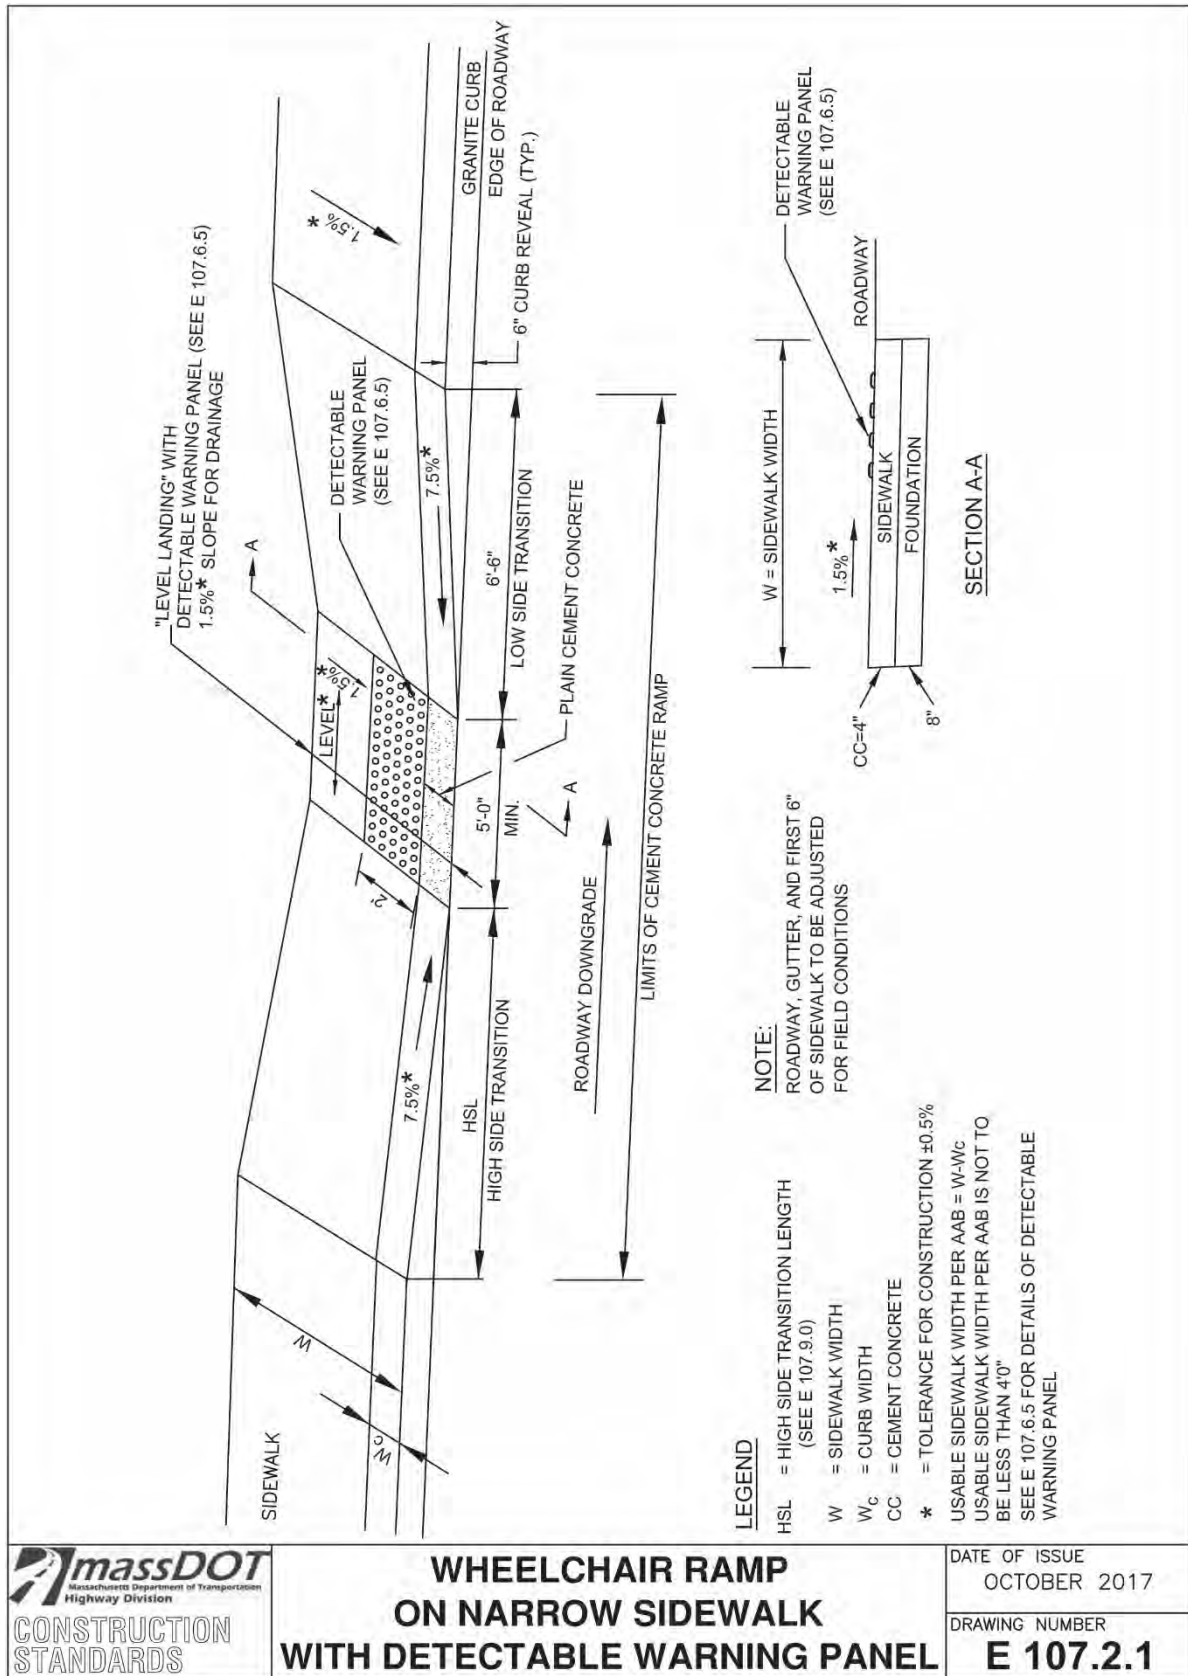 "LEVEL LANDING" WITH
DETECTABLE WARNING PANEL (SEE E 107.6.5)
1.5%* SLOPE FOR DRAINAGE
SIDEWALK
W
WC
HSL
HIGH SIDE TRANSITION
7.5%*
2'
LEVEL*
1.5%*
A
A
5'-0"
MIN.
DETECTABLE
WARNING PANEL
(SEE E 107.6.5)
7.5%*
6'-6"
LOW SIDE TRANSITION
PLAIN CEMENT CONCRETE
1.5%*
GRANITE CURB
EDGE OF ROADWAY
6" CURB REVEAL (TYP.)
ROADWAY DOWNGRADE
LIMITS OF CEMENT CONCRETE RAMP
LEGEND
HSL = HIGH SIDE TRANSITION LENGTH
(SEE E 107.9.0)
W = SIDEWALK WIDTH
WC = CURB WIDTH
CC = CEMENT CONCRETE
* = TOLERANCE FOR CONSTRUCTION ±0.5%
USABLE SIDEWALK WIDTH PER AAB = W-Wc
USABLE SIDEWALK WIDTH PER AAB IS NOT TO
BE LESS THAN 4'0"
SEE E 107.6.5 FOR DETAILS OF DETECTABLE
WARNING PANEL
NOTE:
ROADWAY, GUTTER, AND FIRST 6"
OF SIDEWALK TO BE ADJUSTED
FOR FIELD CONDITIONS
W = SIDEWALK WIDTH
DETECTABLE
WARNING PANEL
(SEE E 107.6.5)
1.5%*
ROADWAY
CC=4"
8"
SIDEWALK
FOUNDATION
SECTION A-A
massDOT
Massachusetts Department of Transportation
Highway Division
CONSTRUCTION
STANDARDS
WHEELCHAIR RAMP
ON NARROW SIDEWALK
WITH DETECTABLE WARNING PANEL
DATE OF ISSUE
OCTOBER 2017
DRAWING NUMBER
E 107.2.1